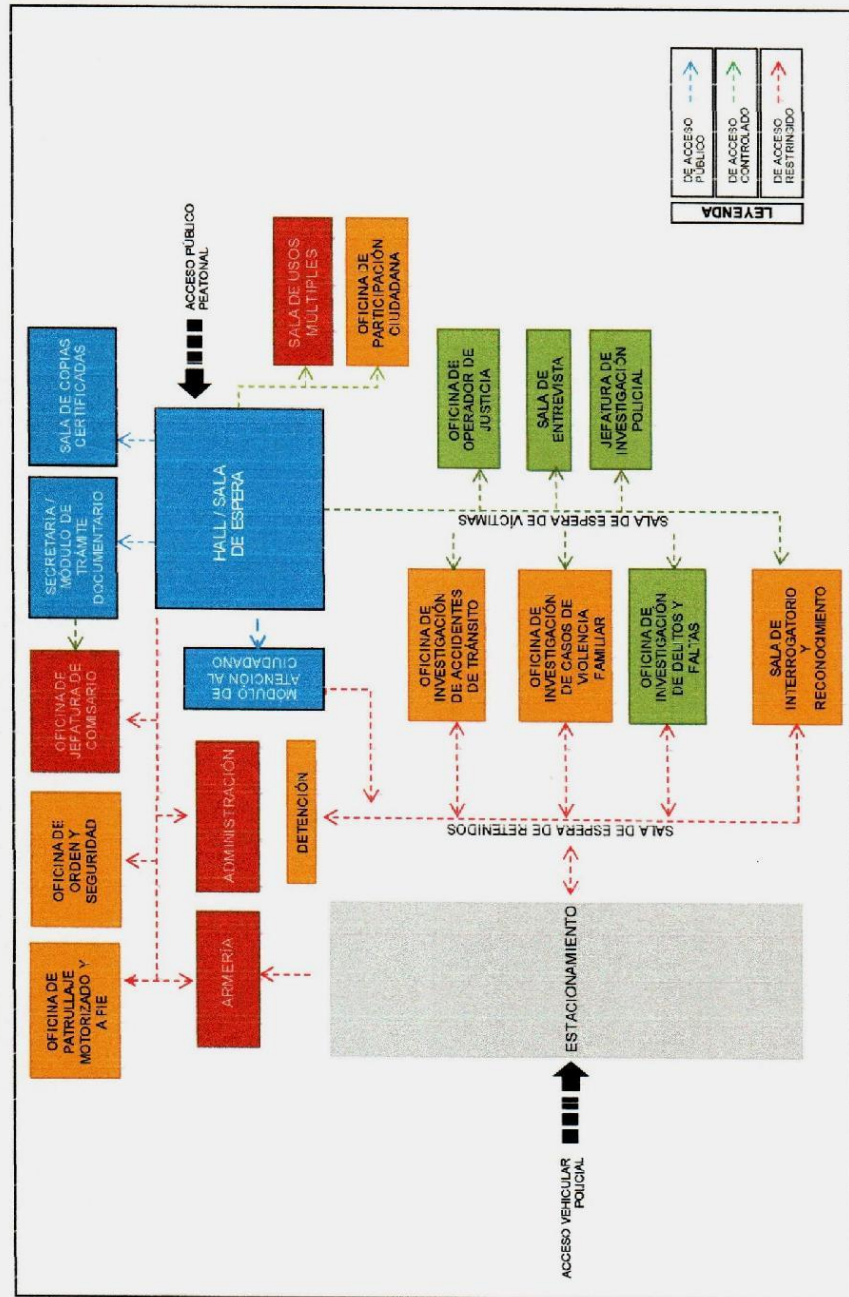 OFICINA DE
PATRULLAJE
MOTORIZADO Y
A PIE
OFICINA DE
ORDEN Y
SEGURIDAD
OFICINA DE
JEFATURA DE
COMISARIO
SECRETARÍA /
MÓDULO DE
TRÁMITE
DOCUMENTARIO
SALA DE COPIAS
CERTIFICADAS
ARMERÍA
ADMINISTRACIÓN
DETENCIÓN
MÓDULO DE
ATENCIÓN AL
CIUDADANO
HALL / SALA
DE ESPERA
ACCESO PÚBLICO
PEATONAL
SALA DE USOS
MÚLTIPLES
OFICINA DE
PARTICIPACIÓN
CIUDADANA
ACCESO VEHICULAR
POLICIAL
ESTACIONAMIENTO
SALA DE ESPERA DE RETENIDOS
OFICINA DE
INVESTIGACIÓN
DE ACCIDENTES
DE TRÁNSITO
OFICINA DE
INVESTIGACIÓN
DE CASOS DE
VIOLENCIA
FAMILIAR
OFICINA DE
INVESTIGACIÓN
DE DELITOS Y
FALTAS
SALA DE
INTERROGATORIO
Y
RECONOCIMIENTO
SALA DE ESPERA DE VÍCTIMAS
OFICINA DE
OPERADOR DE
JUSTICIA
SALA DE
ENTREVISTA
JEFATURA DE
INVESTIGACIÓN
POLICIAL
LEYENDA
DE ACCESO
PÚBLICO
DE ACCESO
CONTROLADO
DE ACCESO
RESTRINGIDO